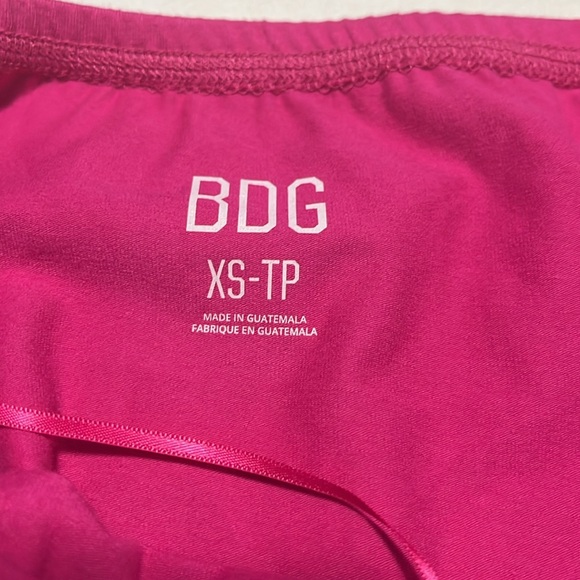 BDG
XS-TP
MADE IN GUATEMALA
FABRIQUE EN GUATEMALA